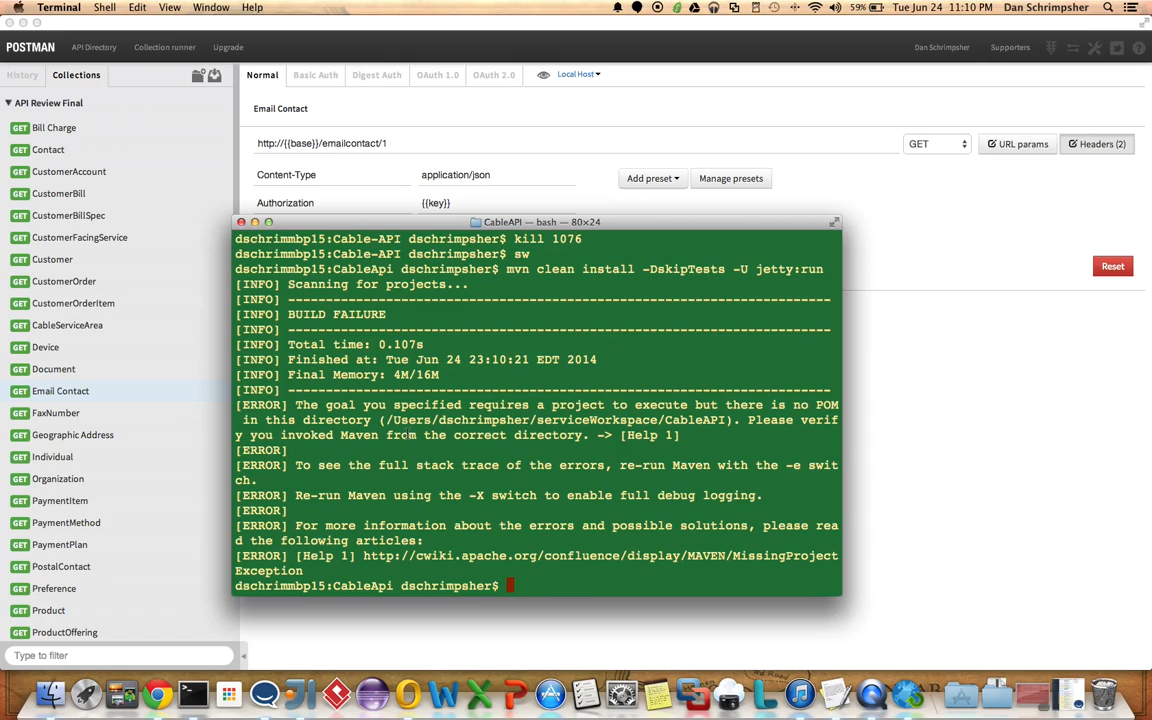 Terminal Shell Edit View Window Help 59% Tue Jun 24 11:10 PM Dan Schrimpsher
POSTMAN API Directory Collection runner Upgrade Dan Schrimpsher Supporters
History Collections
Normal Basic Auth Digest Auth OAuth 1.0 OAuth 2.0 Local Host
API Review Final
GET Bill Charge
GET Contact
GET CustomerAccount
GET CustomerBill
GET CustomerBillSpec
GET CustomerFacingService
GET Customer
GET CustomerOrder
GET CustomerOrderItem
GET CableServiceArea
GET Device
GET Document
GET Email Contact
GET FaxNumber
GET Geographic Address
GET Individual
GET Organization
GET PaymentItem
GET PaymentMethod
GET PaymentPlan
GET PostalContact
GET Preference
GET Product
GET ProductOffering
Type to filter
Email Contact
http://{{base}}/emailcontact/1 GET URL params Headers (2)
Content-Type application/json Add preset Manage presets
Authorization {{key}}
Reset
CableAPI — bash — 80×24
dschrimmbp15:Cable-API dschrimpsher$ kill 1076
dschrimmbp15:Cable-API dschrimpsher$ sw
dschrimmbp15:CableApi dschrimpsher$ mvn clean install -DskipTests -U jetty:run
[INFO] Scanning for projects...
[INFO] ------------------------------------------------------------------------
[INFO] BUILD FAILURE
[INFO] ------------------------------------------------------------------------
[INFO] Total time: 0.107s
[INFO] Finished at: Tue Jun 24 23:10:21 EDT 2014
[INFO] Final Memory: 4M/16M
[INFO] ------------------------------------------------------------------------
[ERROR] The goal you specified requires a project to execute but there is no POM
in this directory (/Users/dschrimpsher/serviceWorkspace/CableAPI). Please verif
y you invoked Maven from the correct directory. -> [Help 1]
[ERROR]
[ERROR] To see the full stack trace of the errors, re-run Maven with the -e swit
ch.
[ERROR] Re-run Maven using the -X switch to enable full debug logging.
[ERROR]
[ERROR] For more information about the errors and possible solutions, please rea
d the following articles:
[ERROR] [Help 1] http://cwiki.apache.org/confluence/display/MAVEN/MissingProject
Exception
dschrimmbp15:CableApi dschrimpsher$